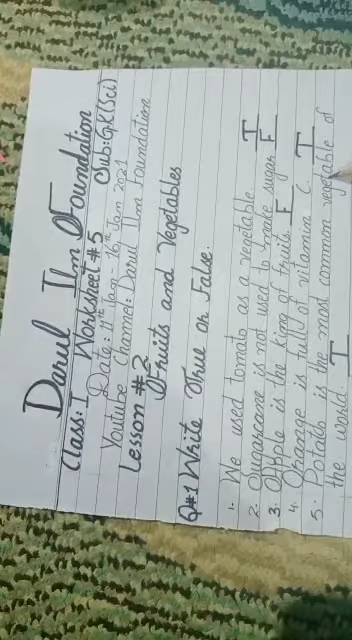 Darul Ilm Foundation
Class: I Worksheet #5 Sub: GK(Sci)
Date: 11th Jan - 16th Jan 2021
Youtube Channel: Darul Ilm Foundation
Lesson # 2
Fruits and Vegetables
Q#1 Write True or False.
1. We used tomato as a vegetable. T
2. Sugarcane is not used to make sugar. F
3. Apple is the king of fruits. F
4. Orange is full of vitamin C. T
5. Potato is the most common vegetable of
the world. T